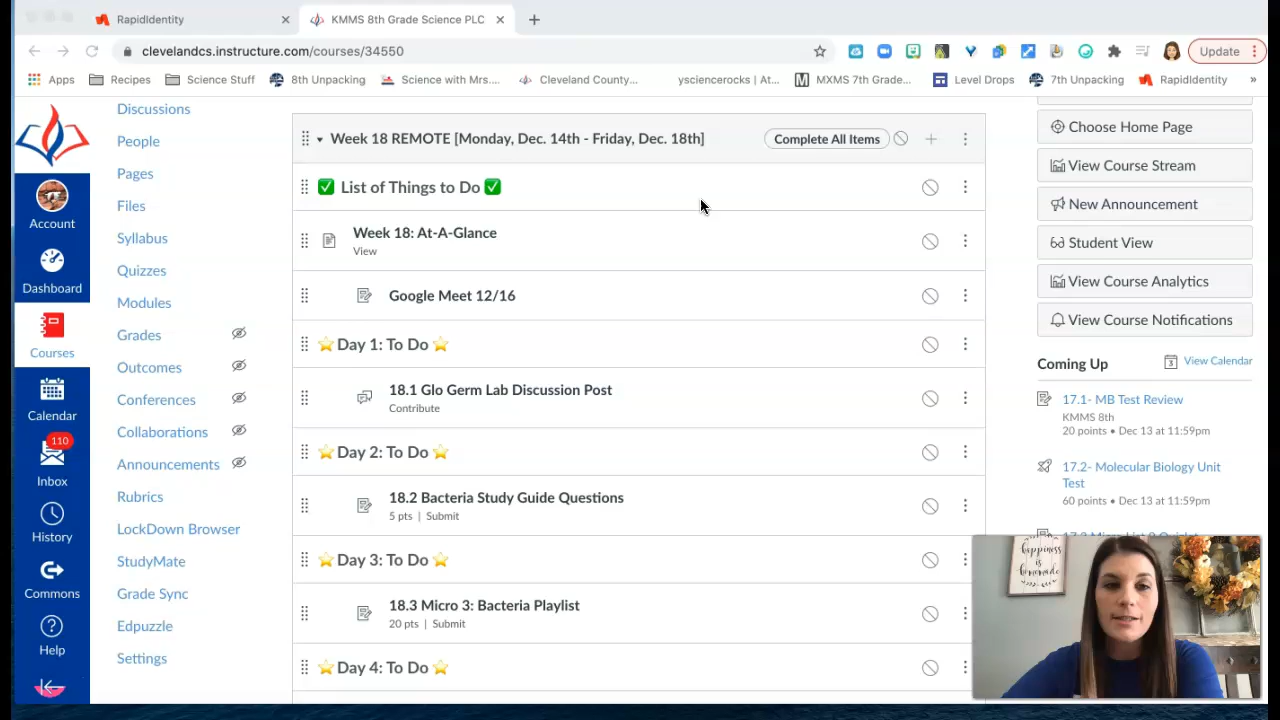 RapidIdentity
KMMS 8th Grade Science PLC
clevelandcs.instructure.com/courses/34550
Update
Apps
Recipes
Science Stuff
8th Unpacking
Science with Mrs....
Cleveland County...
ysciencerocks | At...
MXMS 7th Grade...
Level Drops
7th Unpacking
RapidIdentity
»
Account
Dashboard
Courses
Calendar
110
Inbox
History
Commons
Help
Discussions
People
Pages
Files
Syllabus
Quizzes
Modules
Grades
Outcomes
Conferences
Collaborations
Announcements
Rubrics
LockDown Browser
StudyMate
Grade Sync
Edpuzzle
Settings
Week 18 REMOTE [Monday, Dec. 14th - Friday, Dec. 18th]
Complete All Items
✅ List of Things to Do ✅
Week 18: At-A-Glance
View
Google Meet 12/16
⭐ Day 1: To Do ⭐
18.1 Glo Germ Lab Discussion Post
Contribute
⭐ Day 2: To Do ⭐
18.2 Bacteria Study Guide Questions
5 pts | Submit
⭐ Day 3: To Do ⭐
18.3 Micro 3: Bacteria Playlist
20 pts | Submit
⭐ Day 4: To Do ⭐
Choose Home Page
View Course Stream
New Announcement
Student View
View Course Analytics
View Course Notifications
Coming Up
3
View Calendar
17.1- MB Test Review
KMMS 8th
20 points • Dec 13 at 11:59pm
17.2- Molecular Biology Unit
Test
60 points • Dec 13 at 11:59pm
happiness
is
homemade